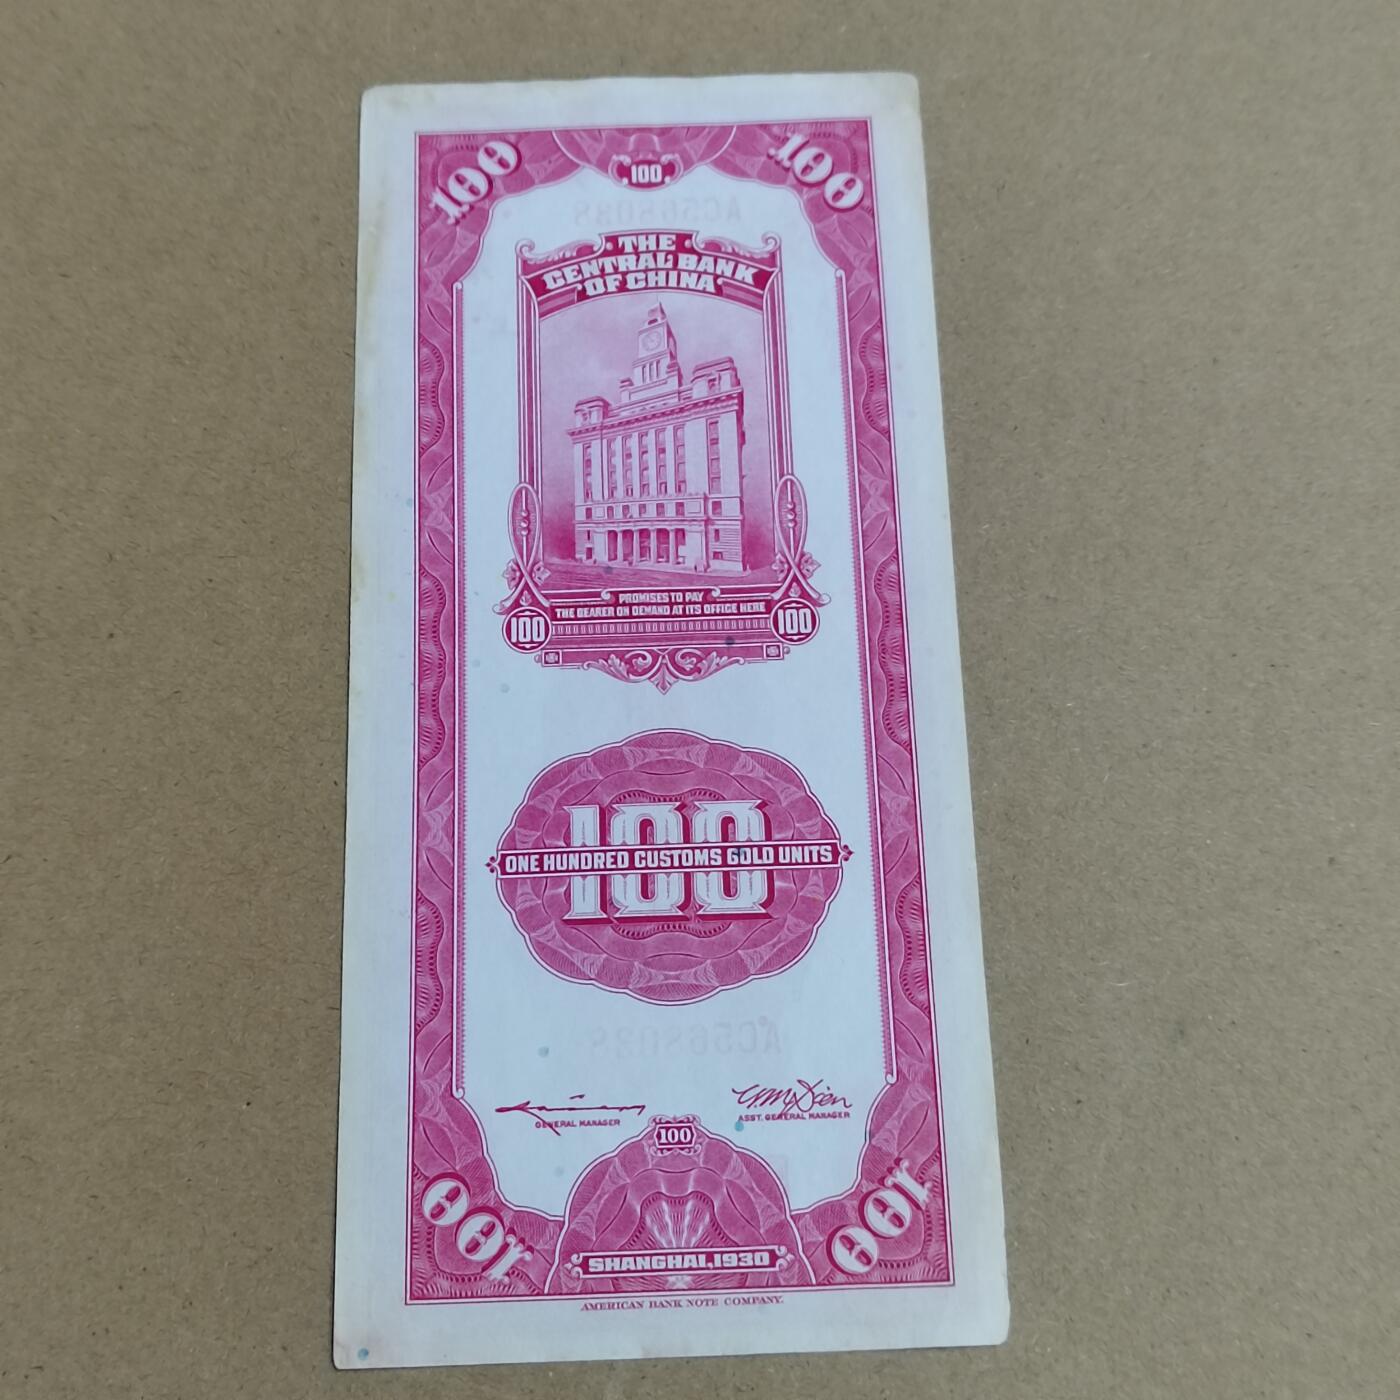 100 100
100
THE
CENTRAL BANK
OF CHINA
PROMISES TO PAY
THE BEARER ON DEMAND AT ITS OFFICE HERE
100 100
100
ONE HUNDRED CUSTOMS GOLD UNITS
GENERAL MANAGER
ASST. GENERAL MANAGER
100
100 100
SHANGHAI, 1930
AMERICAN BANK NOTE COMPANY.